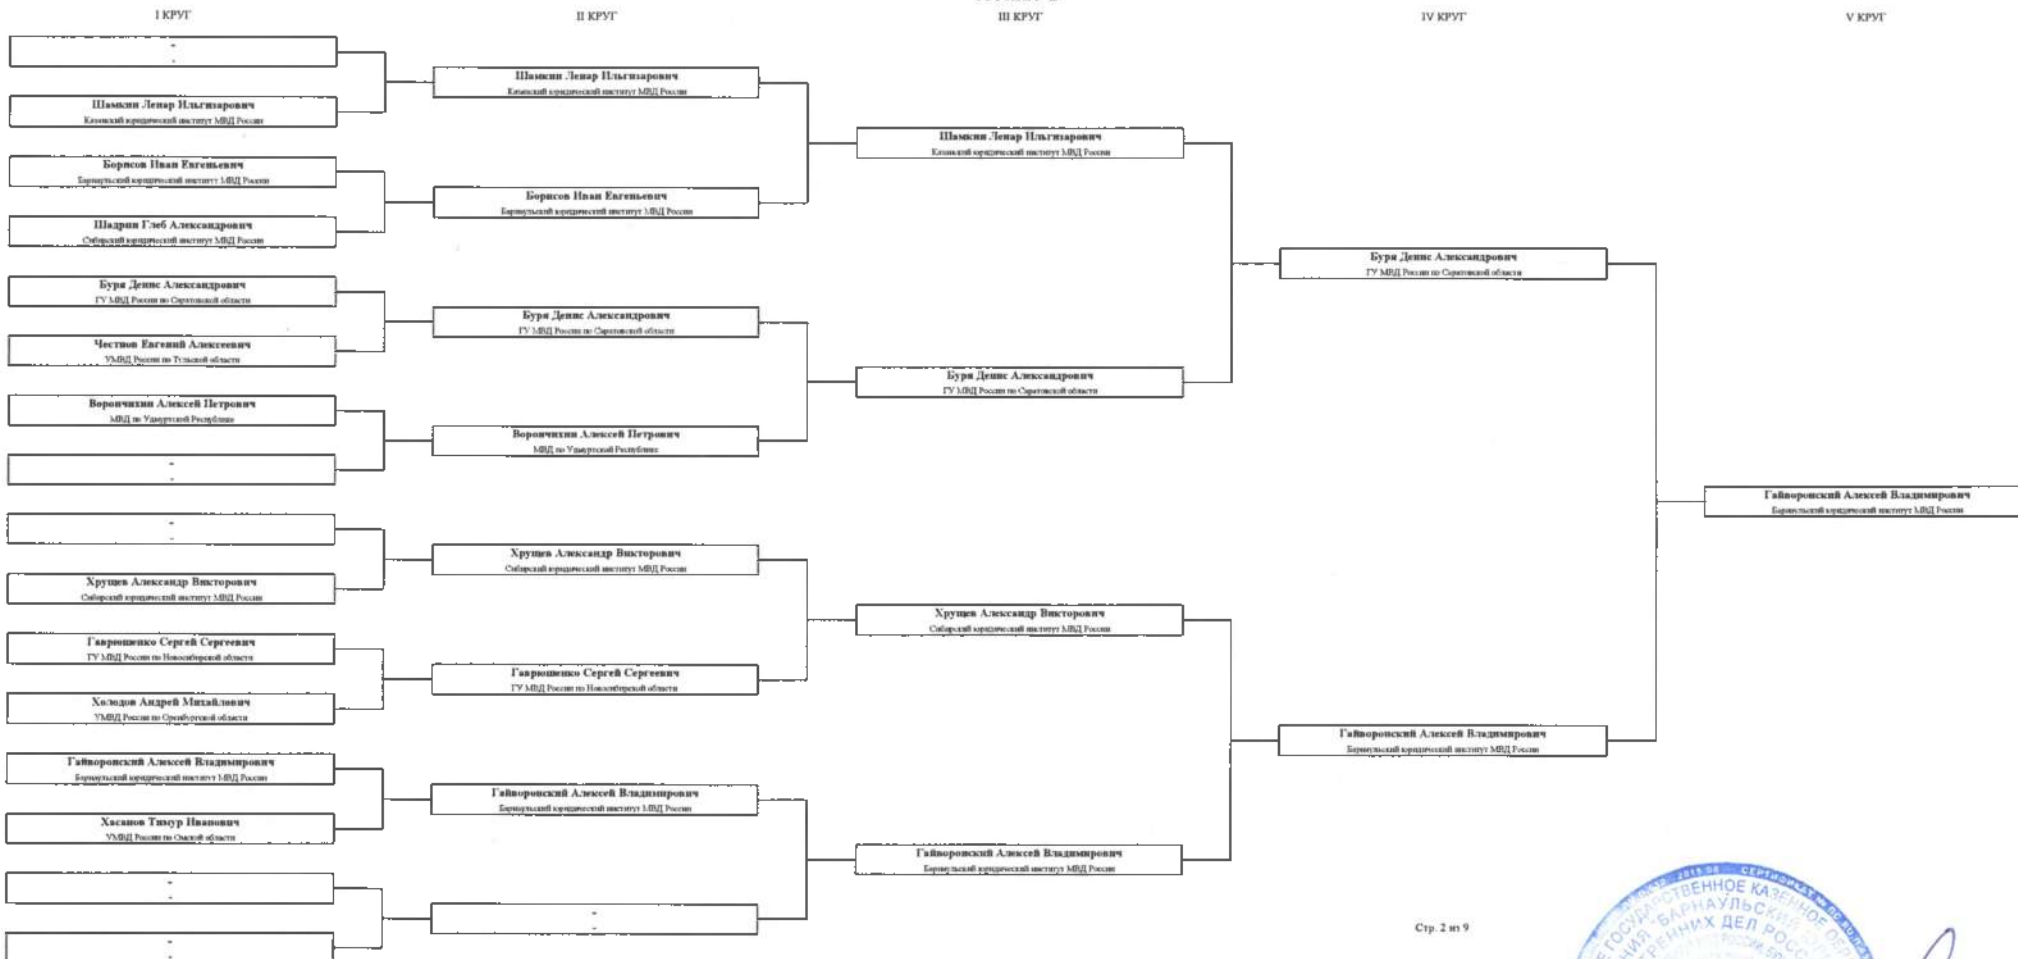 I КРУГ
II КРУГ
III КРУГ
IV КРУГ
V КРУГ
Шамкин Ленар Ильгизарович
Казанский юридический институт МВД России
Борисов Иван Евгеньевич
Барнаульский юридический институт МВД России
Шадрин Глеб Александрович
Сибирский юридический институт МВД России
Буря Денис Александрович
ГУ МВД России по Саратовской области
Честнов Евгений Алексеевич
УМВД России по Тульской области
Ворончихин Алексей Петрович
МВД по Удмуртской Республике
Хрущев Александр Викторович
Сибирский юридический институт МВД России
Гаврюшенко Сергей Сергеевич
ГУ МВД России по Новосибирской области
Холодов Андрей Михайлович
УМВД России по Оренбургской области
Гайворонский Алексей Владимирович
Барнаульский юридический институт МВД России
Хасанов Тимур Иванович
УМВД России по Омской области
Шамкин Ленар Ильгизарович
Казанский юридический институт МВД России
Борисов Иван Евгеньевич
Барнаульский юридический институт МВД России
Буря Денис Александрович
ГУ МВД России по Саратовской области
Ворончихин Алексей Петрович
МВД по Удмуртской Республике
Хрущев Александр Викторович
Сибирский юридический институт МВД России
Гаврюшенко Сергей Сергеевич
ГУ МВД России по Новосибирской области
Гайворонский Алексей Владимирович
Барнаульский юридический институт МВД России
Шамкин Ленар Ильгизарович
Казанский юридический институт МВД России
Буря Денис Александрович
ГУ МВД России по Саратовской области
Хрущев Александр Викторович
Сибирский юридический институт МВД России
Гайворонский Алексей Владимирович
Барнаульский юридический институт МВД России
Буря Денис Александрович
ГУ МВД России по Саратовской области
Гайворонский Алексей Владимирович
Барнаульский юридический институт МВД России
Гайворонский Алексей Владимирович
Барнаульский юридический институт МВД России
Стр. 2 из 9
СЕРТИФИКАТ
ГОСУДАРСТВЕННОЕ КАЗЕННОЕ
БАРНАУЛЬСКИЙ
ДЕЛ